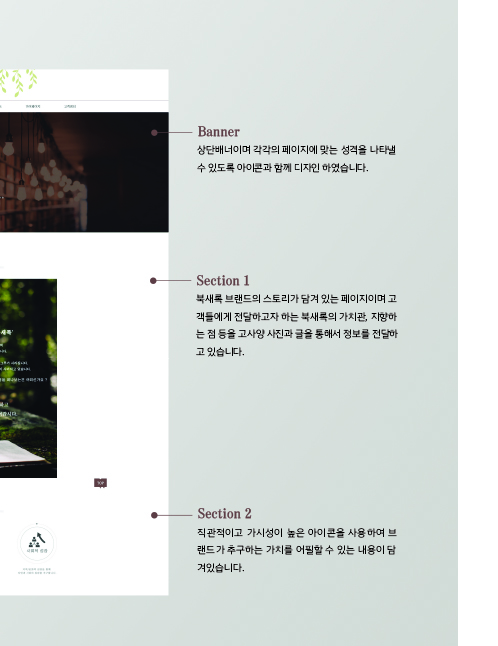 Banner
상단배너이며 각각의 페이지에 맞는 성격을 나타낼
수 있도록 아이콘과 함께 디자인 하였습니다.
Section 1
북새록 브랜드의 스토리가 담겨 있는 페이지이며 고
객들에게 전달하고자 하는 북새록의 가치관, 지향하
는 점 등을 고사양 사진과 글을 통해서 정보를 전달하
고 있습니다.
TOP
Section 2
직관적이고 가시성이 높은 아이콘을 사용하여 브
랜드가 추구하는 가치를 어필할 수 있는 내용이 담
겨있습니다.